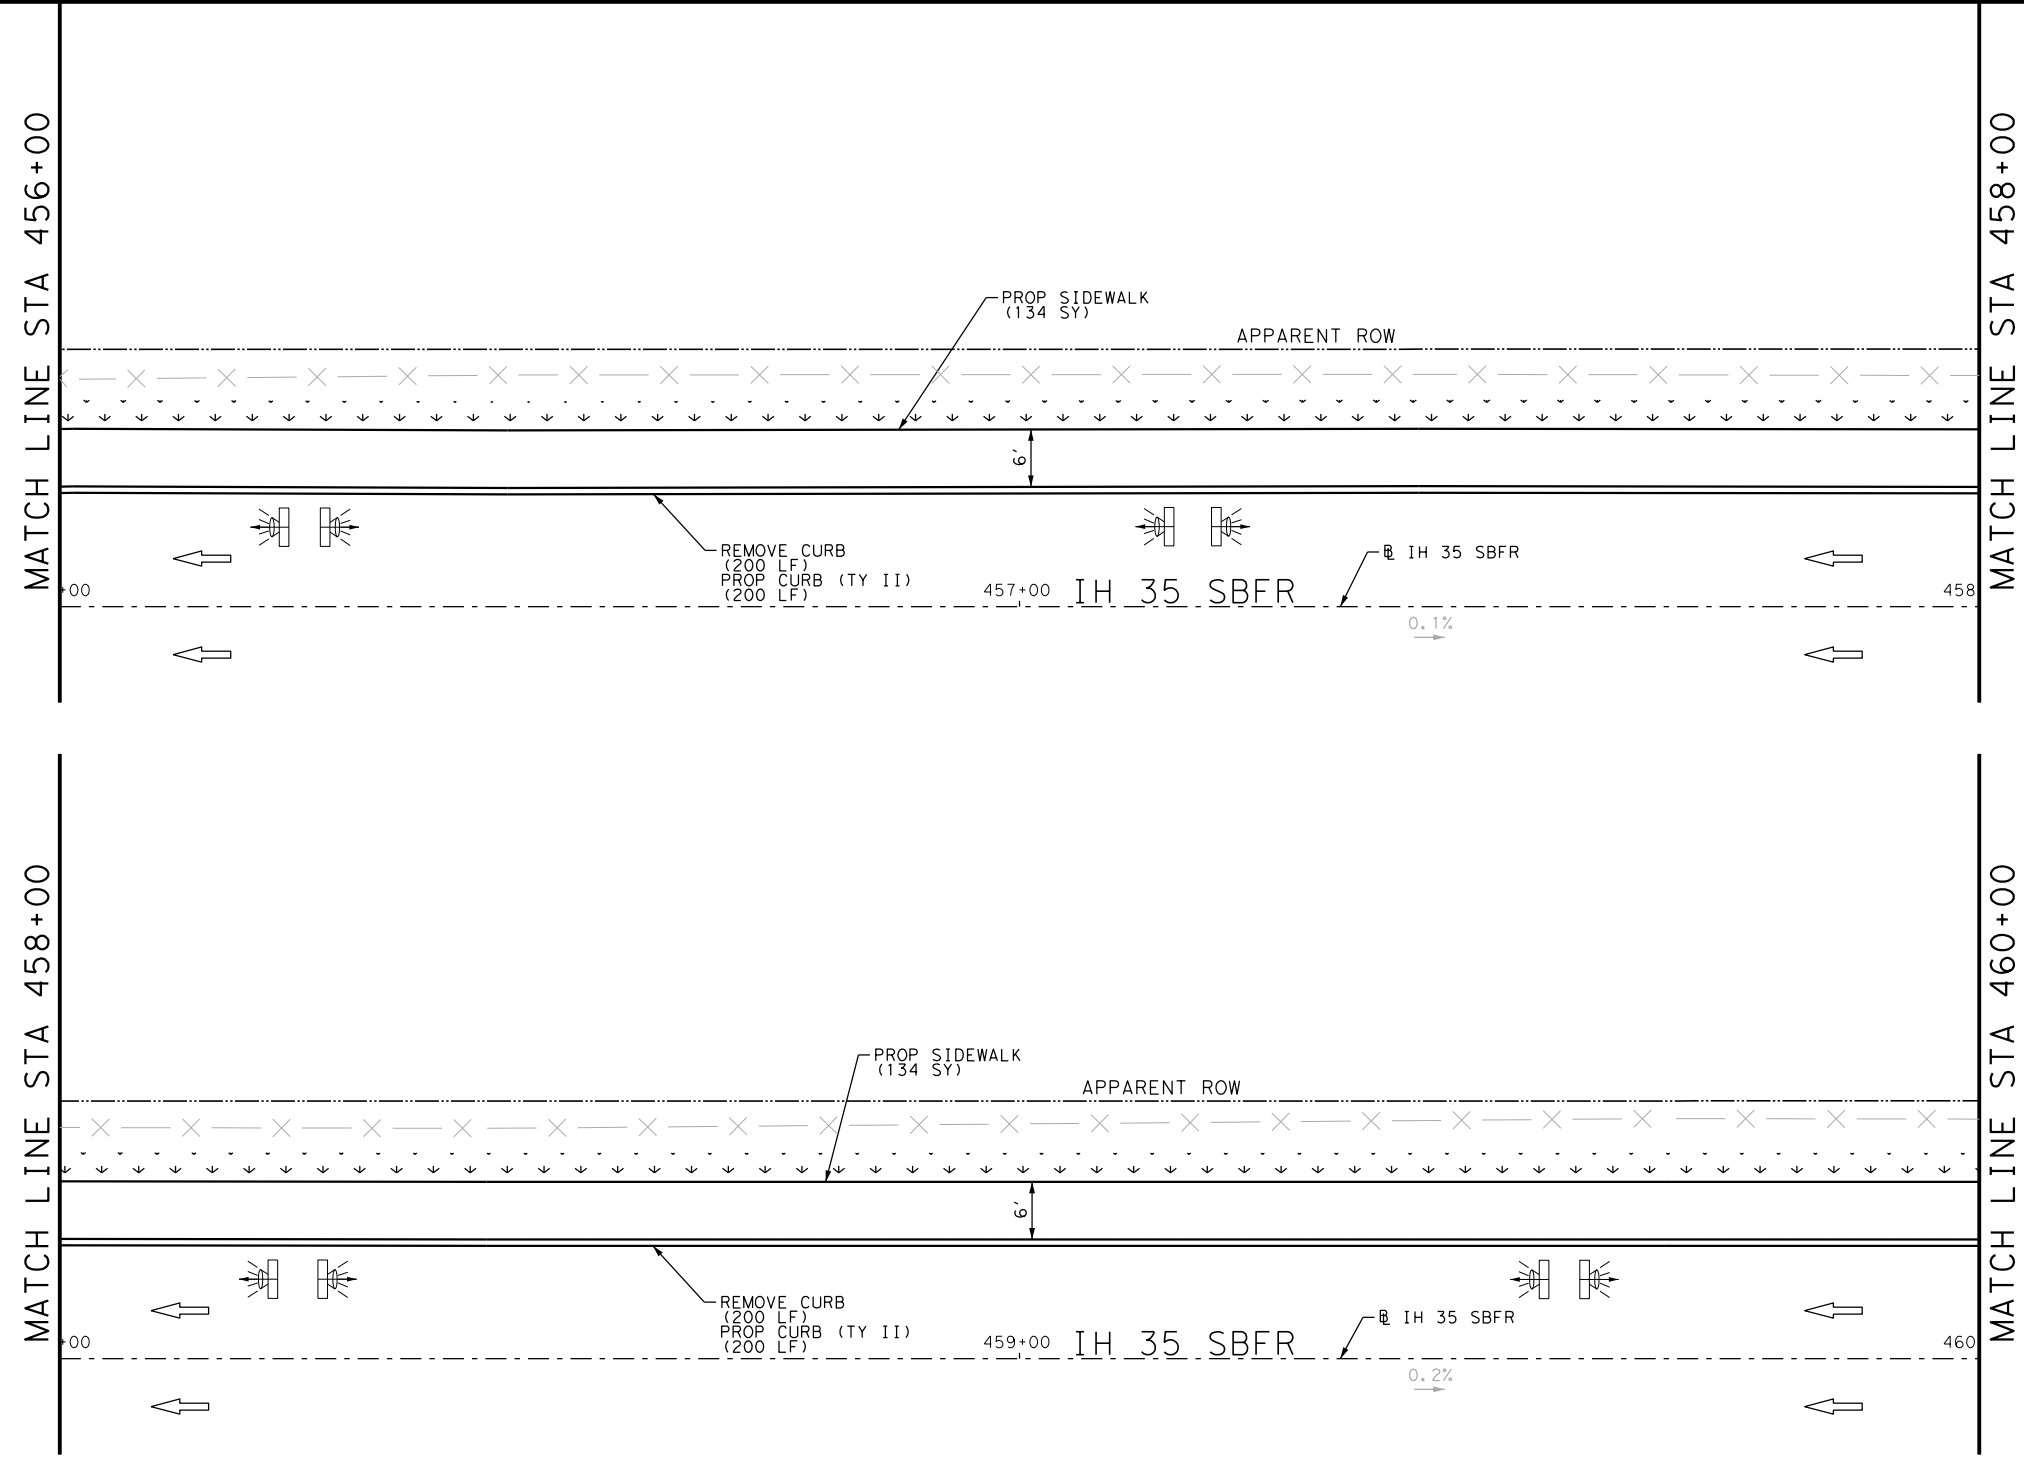 MATCH LINE STA 456+00
MATCH LINE STA 458+00
PROP SIDEWALK
(134 SY)
APPARENT ROW
6'
REMOVE CURB
(200 LF)
PROP CURB (TY II)
(200 LF)
℄ IH 35 SBFR
+00
457+00
IH 35 SBFR
458
0.1%
MATCH LINE STA 458+00
MATCH LINE STA 460+00
PROP SIDEWALK
(134 SY)
APPARENT ROW
6'
REMOVE CURB
(200 LF)
PROP CURB (TY II)
(200 LF)
BL IH 35 SBFR
+00
459+00
IH 35 SBFR
460
0.2%